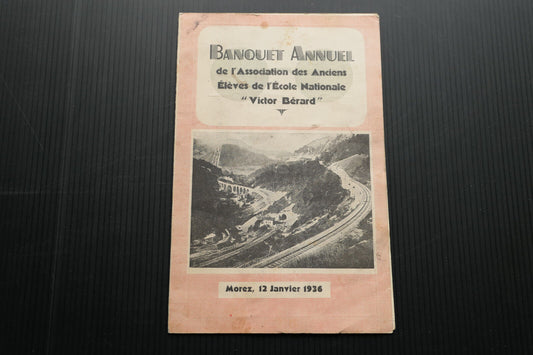 BANQUET ANNUEL
de l'Association des Anciens
Élèves de l'École Nationale
"Victor Bérard"
Morez, 12 Janvier 1936